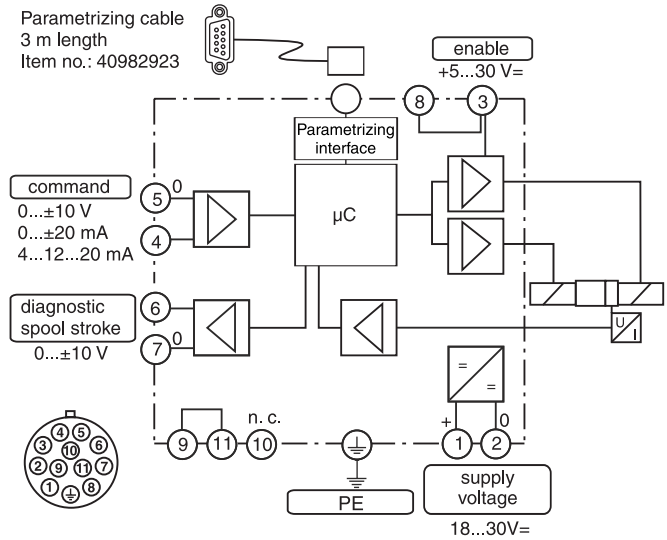 Parametrizing cable
3 m length
Item no.: 40982923
enable
+5...30 V=
8
3
Parametrizing
interface
command
0...±10 V
0...±20 mA
4...12...20 mA
5
0
4
µC
diagnostic
spool stroke
0...±10 V
6
7
0
U
I
=
=
+
0
n. c.
9
11
10
1
2
PE
supply
voltage
18...30V=
4
5
3
10
6
2
9
11
7
1
8